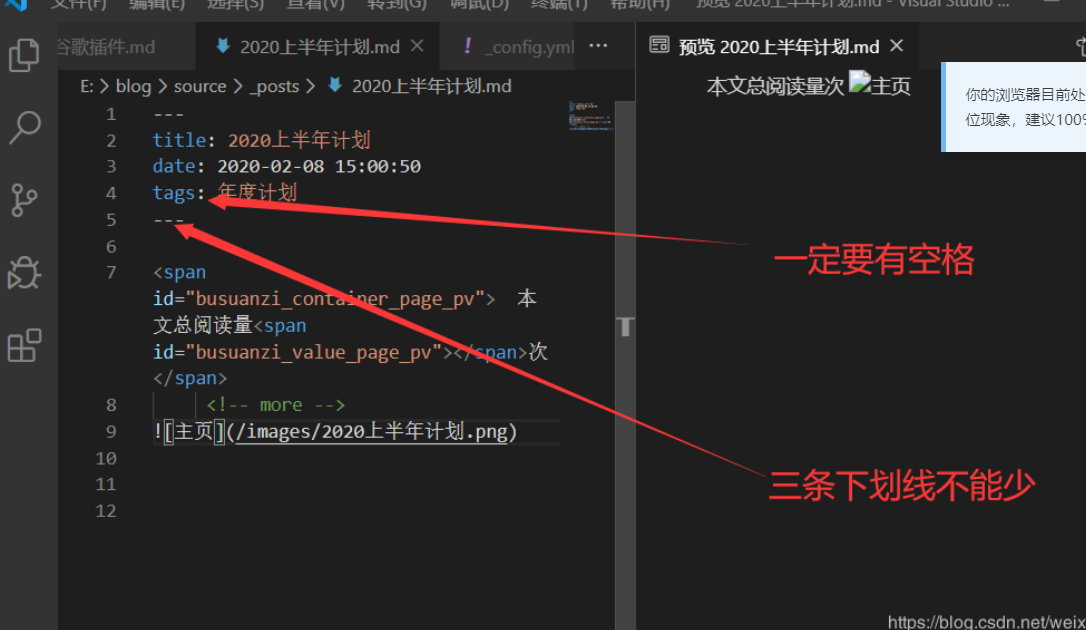 文件(F) 编辑(E) 选择(S) 查看(V) 转到(G) 调试(D) 终端(T) 帮助(H) 预览 2020上半年计划.md - Visual Studio ...
谷歌插件.md 2020上半年计划.md × ! _config.yml ... 预览 2020上半年计划.md ×
E: > blog > source > _posts > 2020上半年计划.md
本文总阅读量次 主页
你的浏览器目前处
位现象，建议100%
1 ---
2 title: 2020上半年计划
3 date: 2020-02-08 15:00:50
4 tags: 年度计划
5 ---
6
7 <span
id="busuanzi_container_page_pv"> 本
文总阅读量<span
id="busuanzi_value_page_pv"></span>次
</span>
8 <!-- more -->
9 ![主页](/images/2020上半年计划.png)
10
11
12
一定要有空格
三条下划线不能少
https://blog.csdn.net/weix